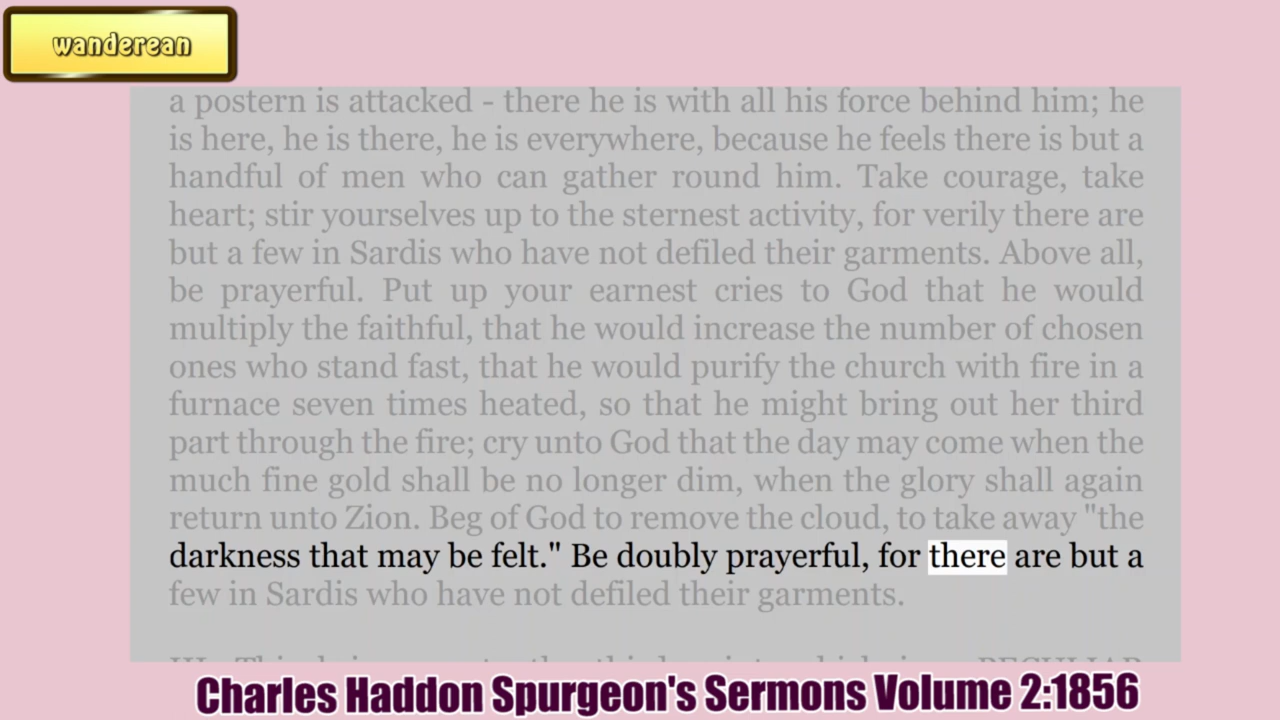 wanderean
a postern is attacked - there he is with all his force behind him; he
is here, he is there, he is everywhere, because he feels there is but a
handful of men who can gather round him. Take courage, take
heart; stir yourselves up to the sternest activity, for verily there are
but a few in Sardis who have not defiled their garments. Above all,
be prayerful. Put up your earnest cries to God that he would
multiply the faithful, that he would increase the number of chosen
ones who stand fast, that he would purify the church with fire in a
furnace seven times heated, so that he might bring out her third
part through the fire; cry unto God that the day may come when the
much fine gold shall be no longer dim, when the glory shall again
return unto Zion. Beg of God to remove the cloud, to take away "the
darkness that may be felt." Be doubly prayerful, for there are but a
few in Sardis who have not defiled their garments.
Charles Haddon Spurgeon's Sermons Volume 2:1856